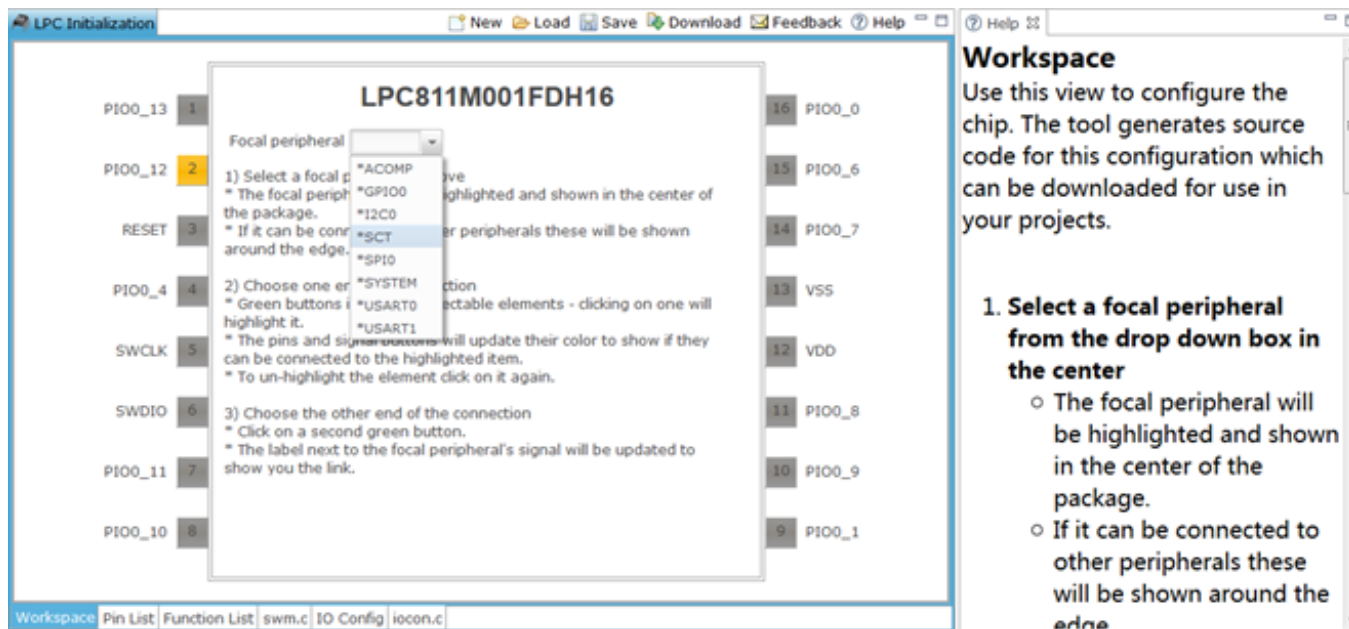 LPC Initialization
New Load Save Download Feedback Help
Help
LPC811M001FDH16
Focal peripheral
*ACOMP
*GPIO0
*I2C0
*SCT
*SPI0
*SYSTEM
*USART0
*USART1
1) Select a focal p ve
* The focal periph ghlighted and shown in the center of
the package.
* If it can be conn er peripherals these will be shown
around the edge.
2) Choose one en ction
* Green buttons i ectable elements - clicking on one will
highlight it.
* The pins and signal buttons will update their color to show if they
can be connected to the highlighted item.
* To un-highlight the element click on it again.
3) Choose the other end of the connection
* Click on a second green button.
* The label next to the focal peripheral's signal will be updated to
show you the link.
PIO0_13 1
PIO0_12 2
RESET 3
PIO0_4 4
SWCLK 5
SWDIO 6
PIO0_11 7
PIO0_10 8
16 PIO0_0
15 PIO0_6
14 PIO0_7
13 VSS
12 VDD
11 PIO0_8
10 PIO0_9
9 PIO0_1
Workspace Pin List Function List swm.c IO Config iocon.c
Workspace
Use this view to configure the
chip. The tool generates source
code for this configuration which
can be downloaded for use in
your projects.
1. Select a focal peripheral
from the drop down box in
the center
○ The focal peripheral will
be highlighted and shown
in the center of the
package.
○ If it can be connected to
other peripherals these
will be shown around the
edge